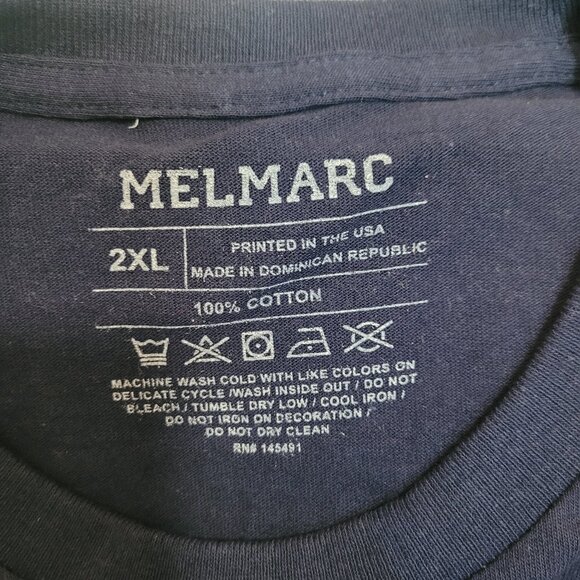 MELMARC
2XL
PRINTED IN THE USA
MADE IN DOMINICAN REPUBLIC
100% COTTON
MACHINE WASH COLD WITH LIKE COLORS ON
DELICATE CYCLE /WASH INSIDE OUT / DO NOT
BLEACH / TUMBLE DRY LOW / COOL IRON /
DO NOT IRON ON DECORATION /
DO NOT DRY CLEAN
RN# 145491